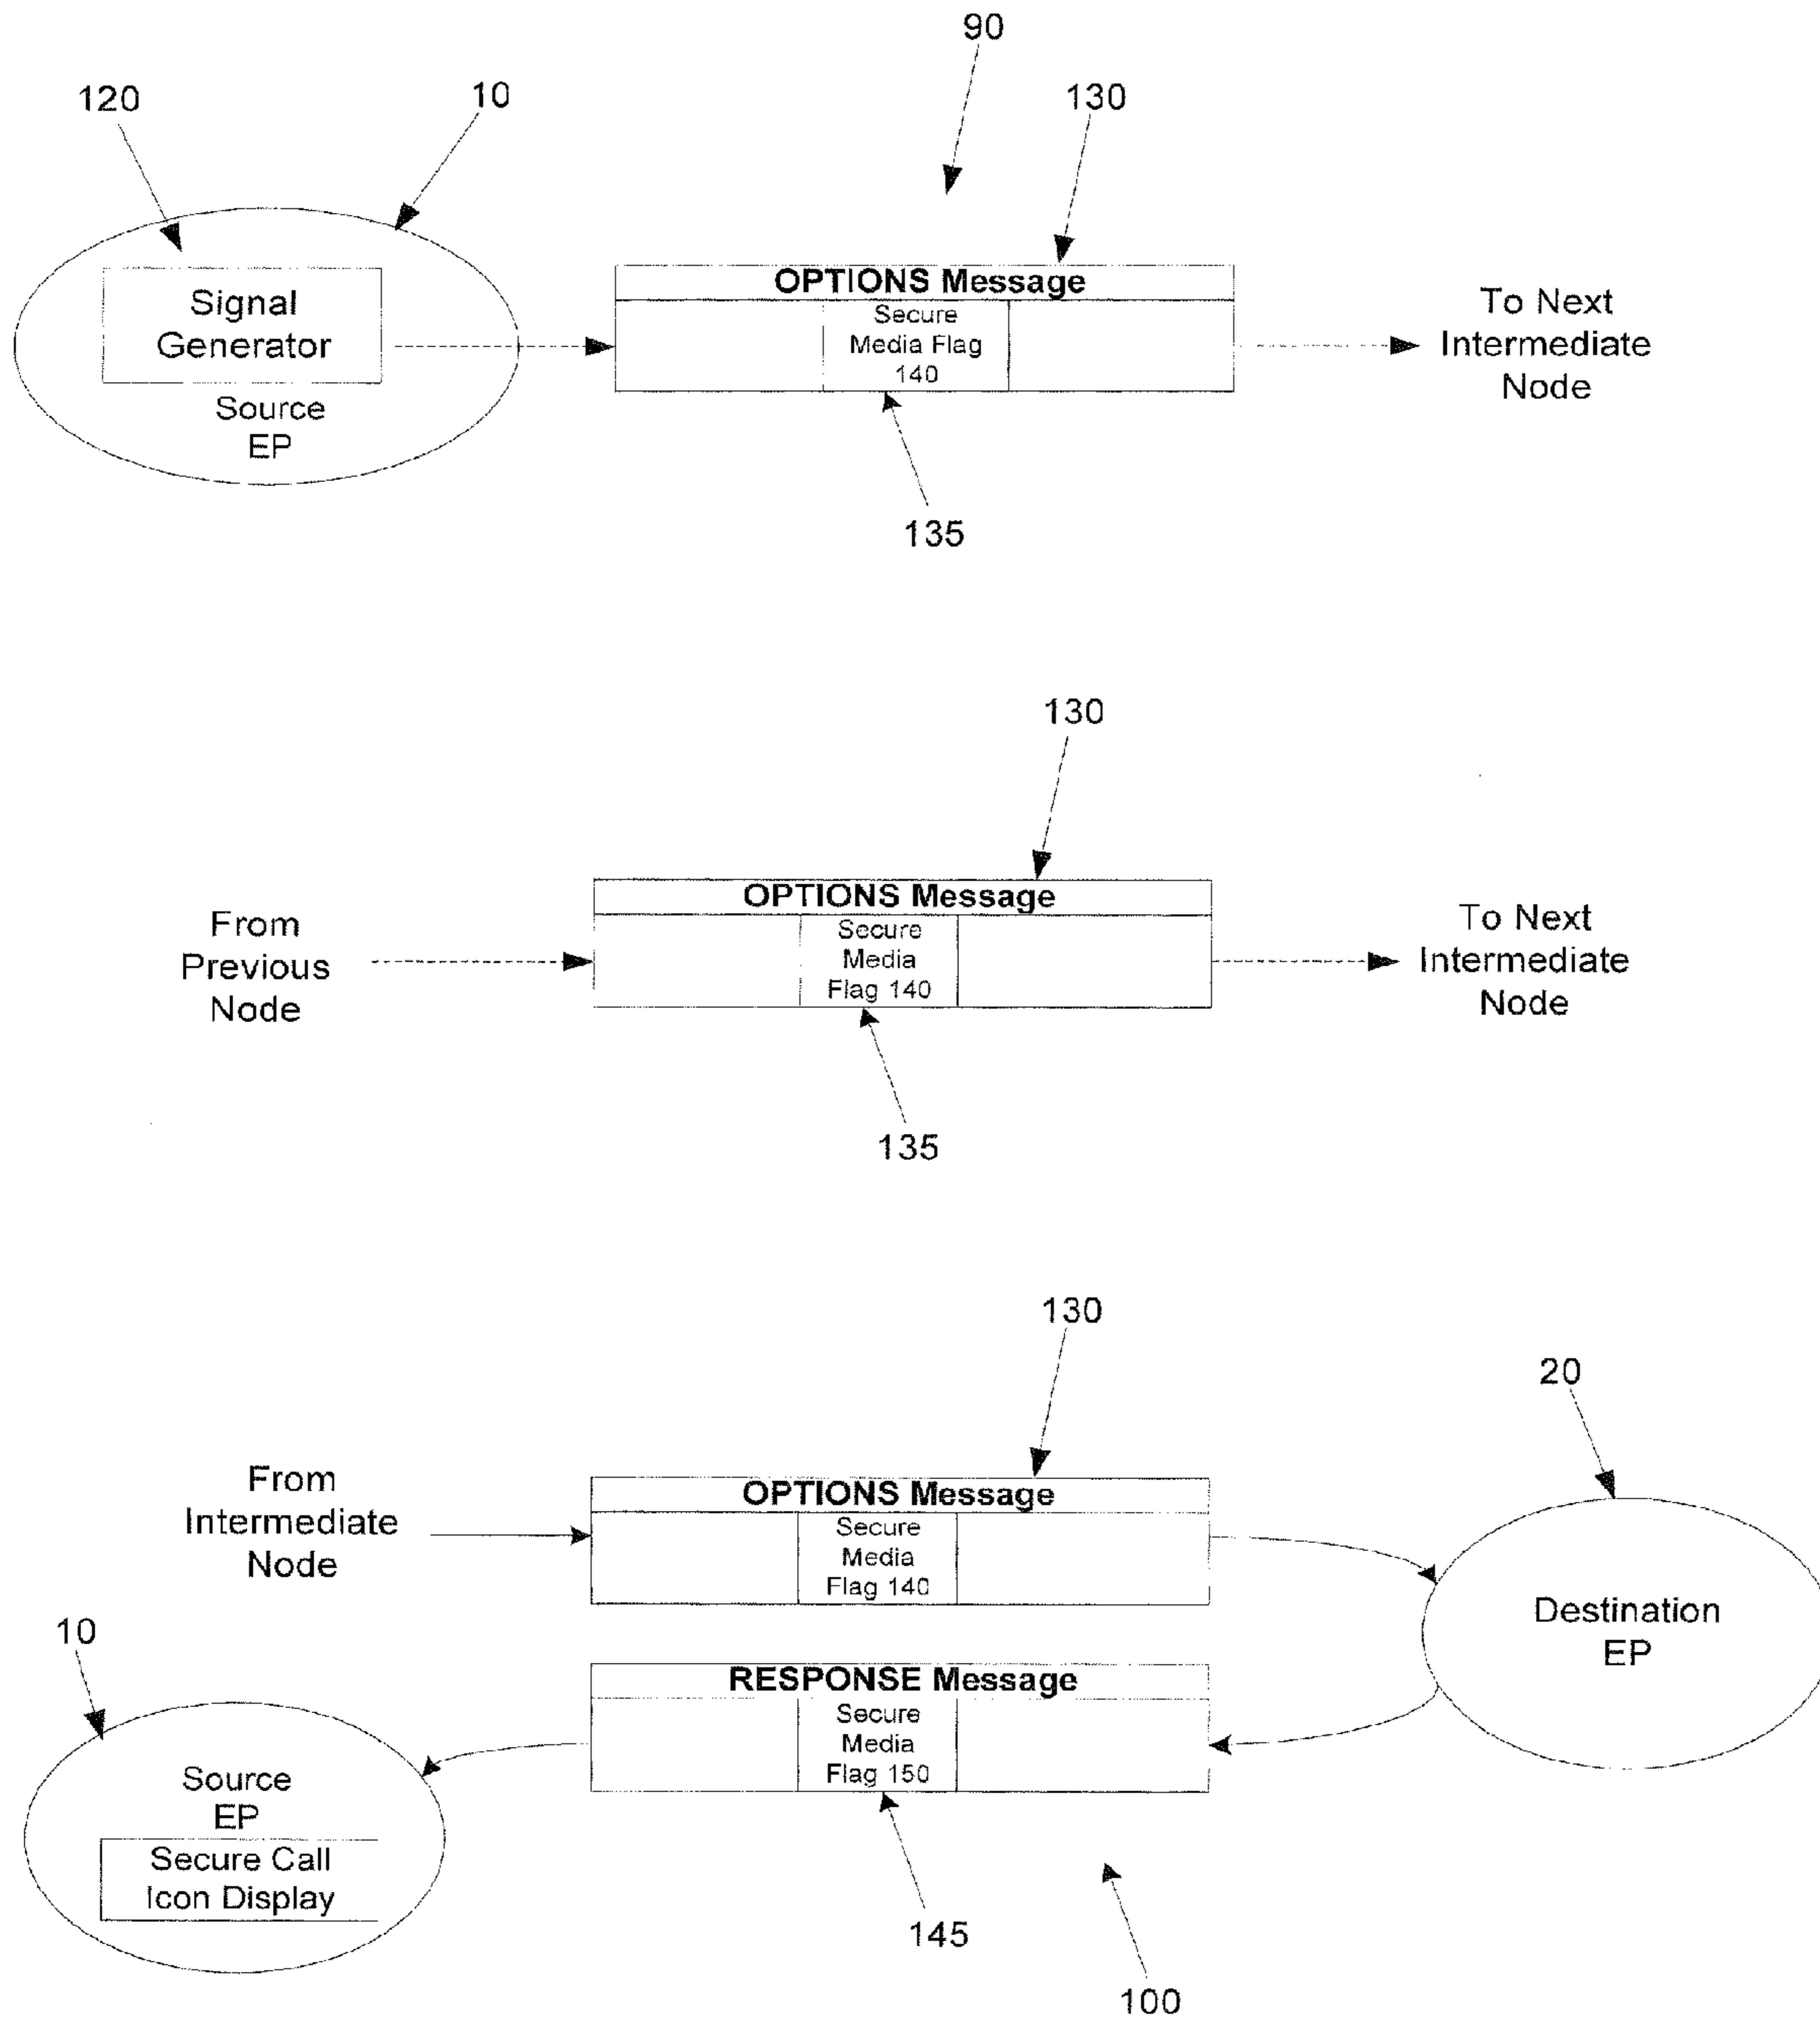 90
120
10
130
OPTIONS Message
Signal
Generator
Source
EP
Secure
Media Flag
140
To Next
Intermediate
Node
135
130
OPTIONS Message
From
Previous
Node
Secure
Media
Flag 140
To Next
Intermediate
Node
135
130
20
From
Intermediate
Node
OPTIONS Message
Secure
Media
Flag 140
Destination
EP
10
RESPONSE Message
Secure
Media
Flag 150
Source
EP
Secure Call
Icon Display
145
100